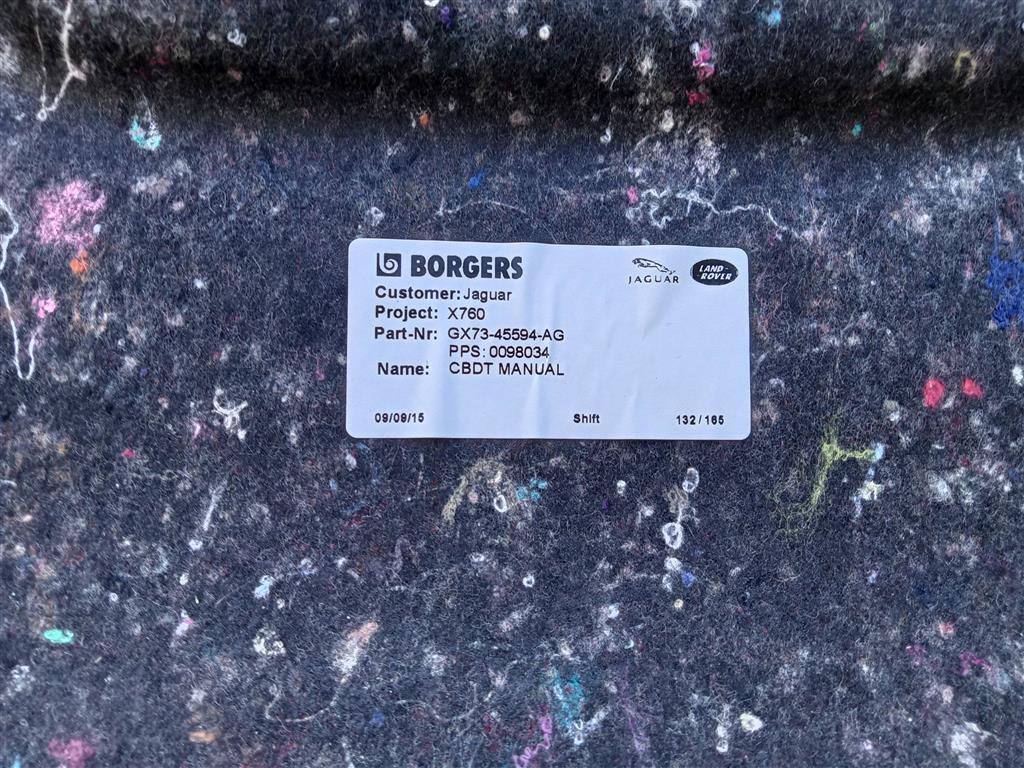 BORGERS
JAGUAR
LAND-
ROVER
Customer: Jaguar
Project: X760
Part-Nr: GX73-45594-AG
PPS: 0098034
Name: CBDT MANUAL
09/09/15 Shift 132/165